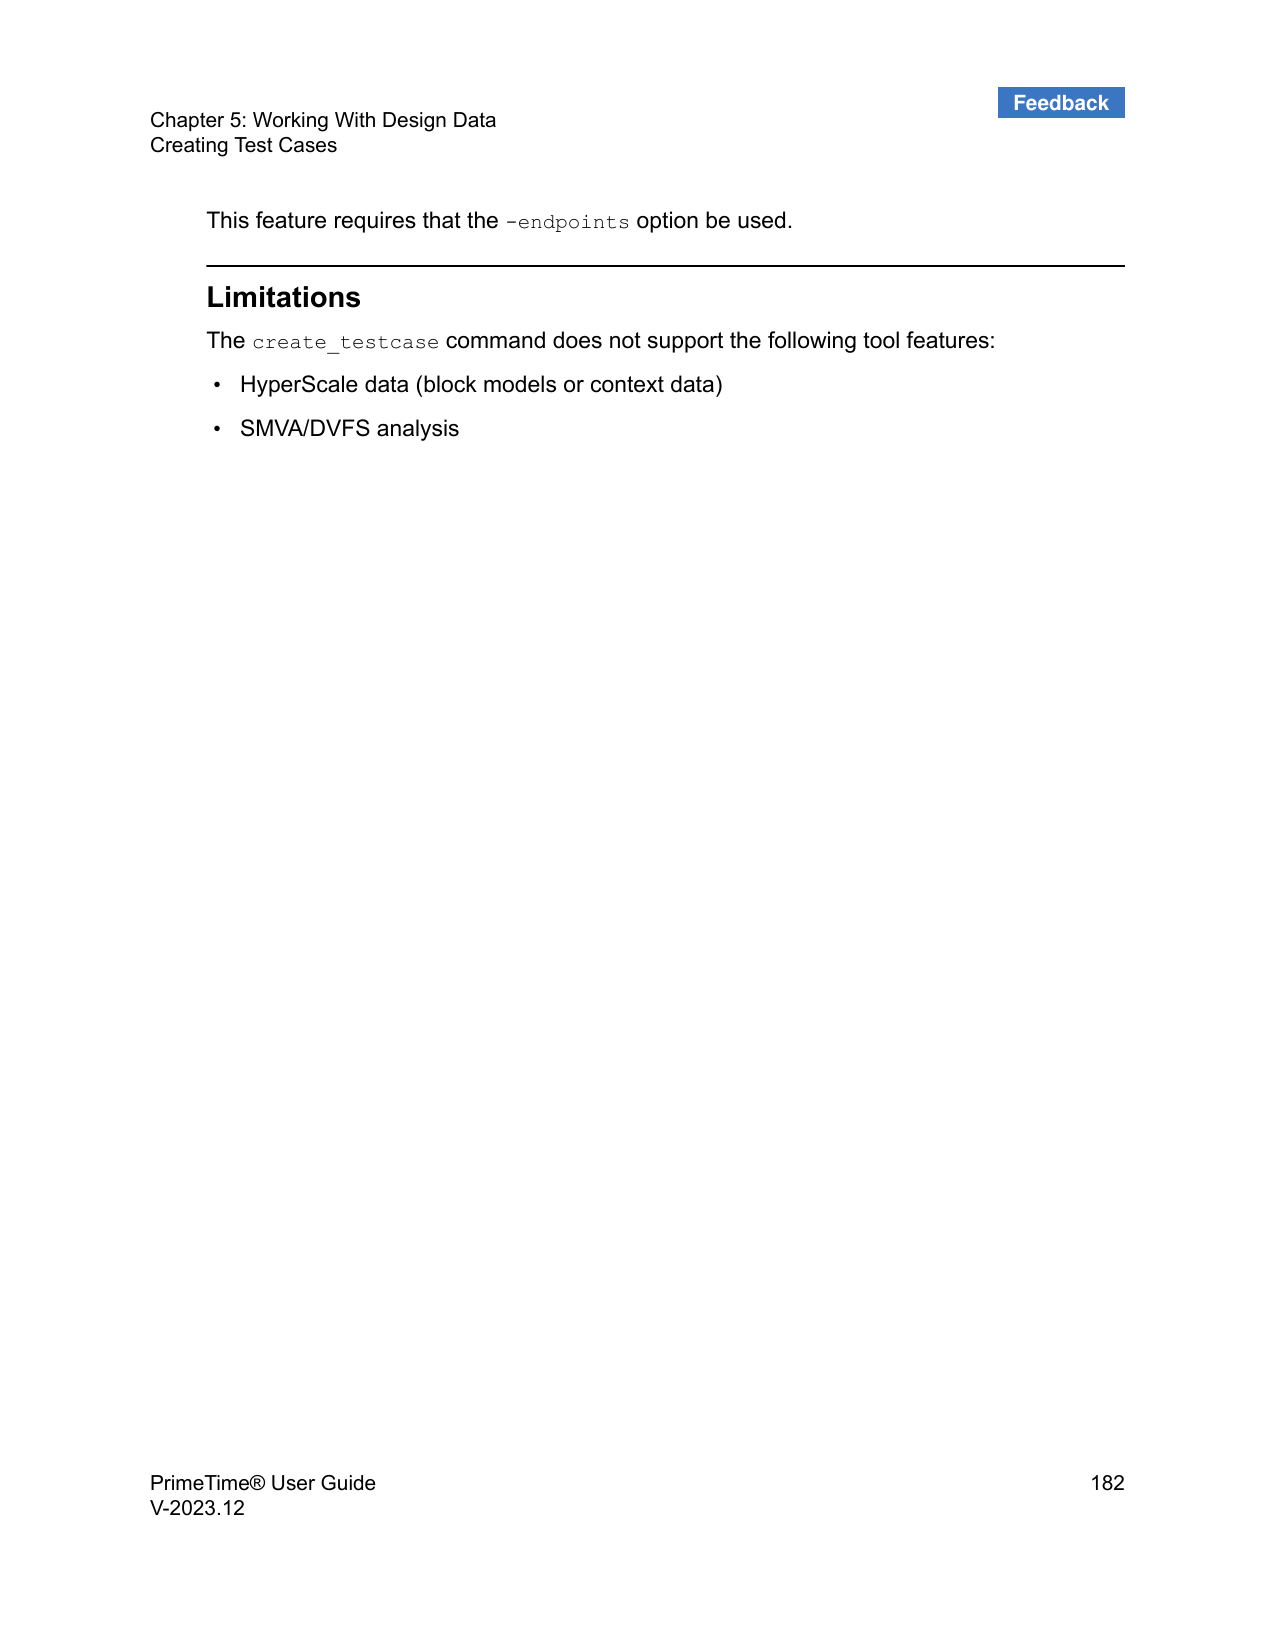 Feedback
Chapter 5: Working With Design Data
Creating Test Cases
This feature requires that the -endpoints option be used.
Limitations
The create_testcase command does not support the following tool features:
• HyperScale data (block models or context data)
• SMVA/DVFS analysis
PrimeTime® User Guide 182
V-2023.12